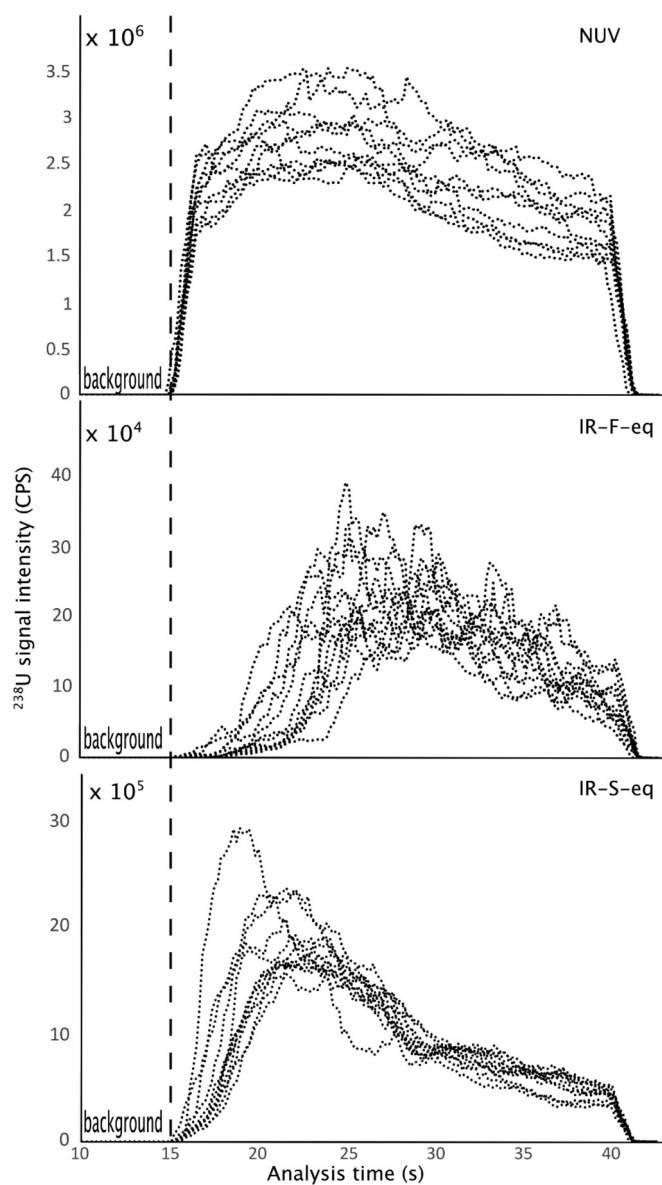 x 10⁶
NUV
3.5
3
2.5
2
1.5
1
0.5
0
background
x 10⁴
IR-F-eq
40
30
20
10
0
background
²³⁸U signal intensity (CPS)
x 10⁵
IR-S-eq
30
20
10
0
background
10 15 20 25 30 35 40
Analysis time (s)